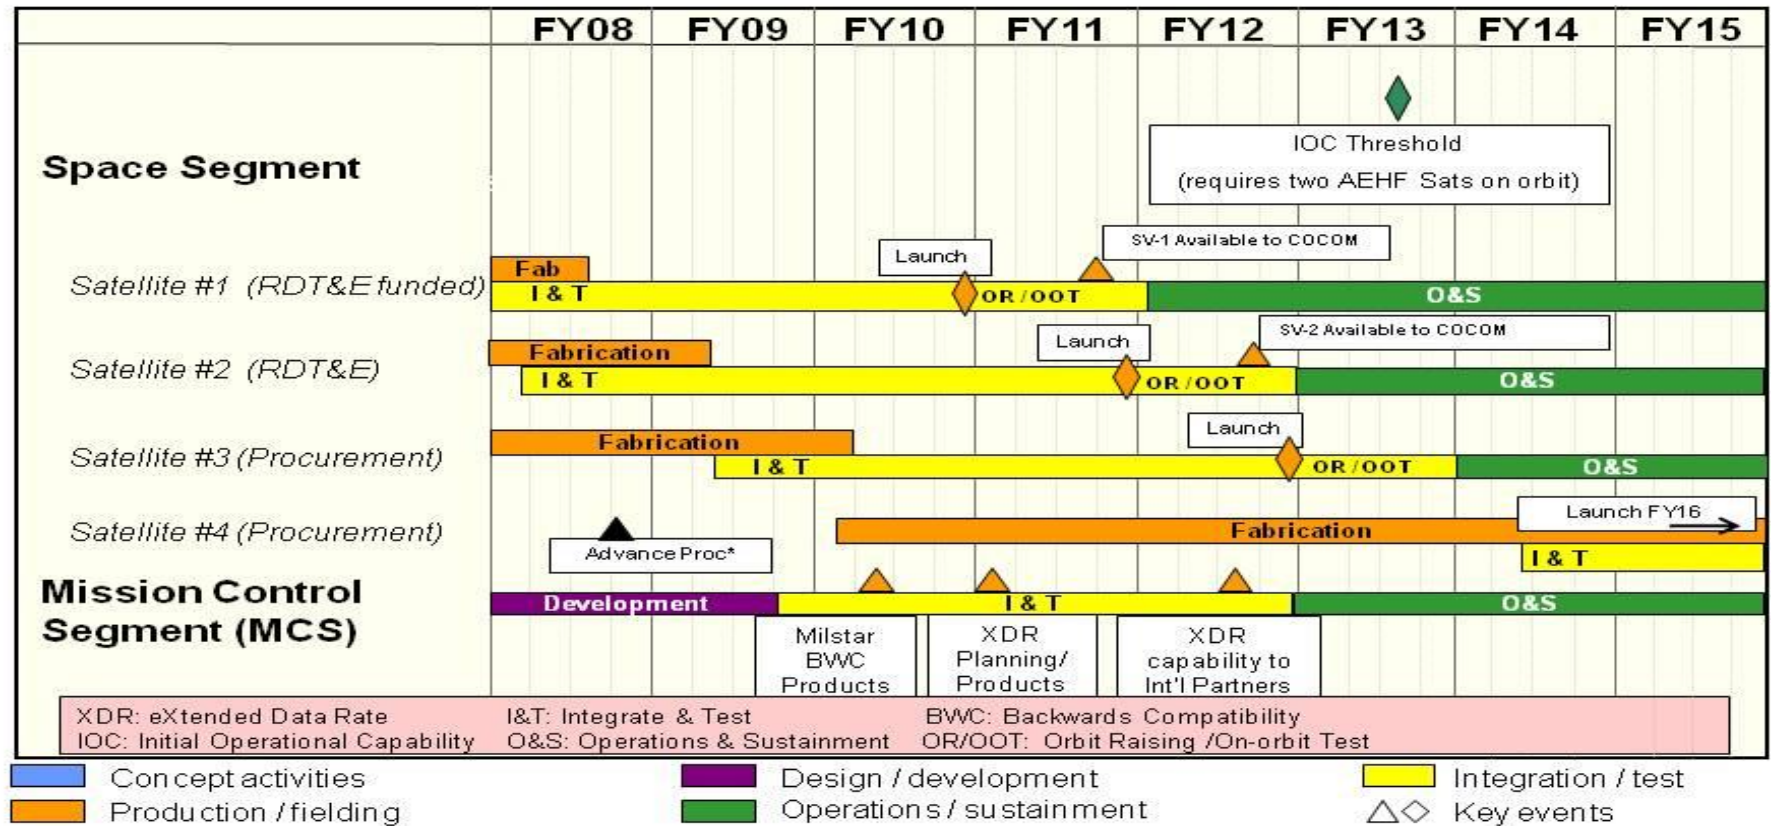 FY08 FY09 FY10 FY11 FY12 FY13 FY14 FY15
IOC Threshold
(requires two AEHF Sats on orbit)
Space Segment
SV-1 Available to COCOM
Launch
Fab
Satellite #1 (RDT&E funded)
I & T
OR/OOT
O&S
SV-2 Available to COCOM
Launch
Fabrication
Satellite #2 (RDT&E)
I & T
OR/OOT
O&S
Launch
Fabrication
Satellite #3 (Procurement)
I & T
OR/OOT
O&S
Launch FY16
Satellite #4 (Procurement)
Fabrication
Advance Proc*
I & T
Mission Control
Segment (MCS)
Development
I & T
O&S
Milstar
BWC
Products
XDR
Planning/
Products
XDR
capability to
Int'l Partners
XDR: eXtended Data Rate I&T: Integrate & Test BWC: Backwards Compatibility
IOC: Initial Operational Capability O&S: Operations & Sustainment OR/OOT: Orbit Raising /On-orbit Test
Concept activities Design / development Integration / test
Production / fielding Operations / sustainment Key events